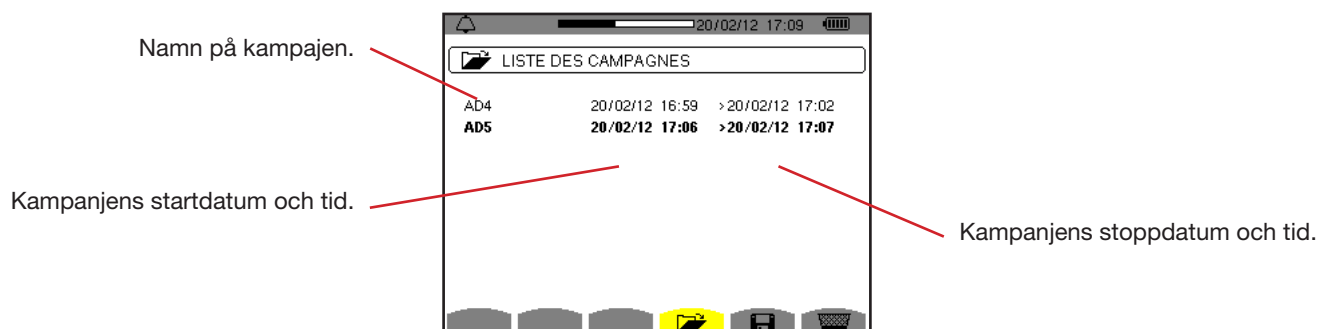 20/02/12 17:09
Namn på kampajen.
LISTE DES CAMPAGNES
AD4 20/02/12 16:59 >20/02/12 17:02
AD5 20/02/12 17:06 >20/02/12 17:07
Kampanjens startdatum och tid.
Kampanjens stoppdatum och tid.